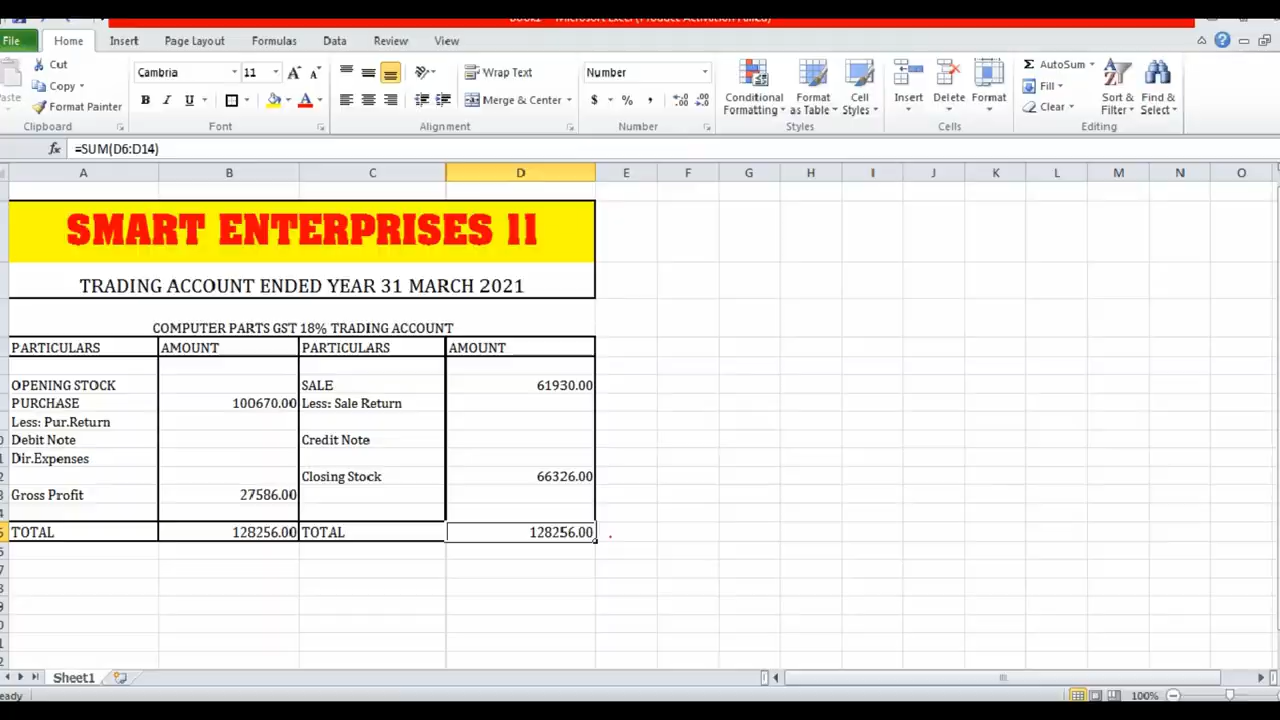 File Home Insert Page Layout Formulas Data Review View
Cut
Copy
Format Painter
Clipboard
Cambria 11
B I U
A A
Font
Wrap Text
Merge & Center
Alignment
Number
$ % ,
Number
Conditional Formatting
Format as Table
Cell Styles
Styles
Insert Delete Format
Cells
AutoSum
Fill
Clear
Sort & Filter
Find & Select
Editing
fx =SUM(D6:D14)
A B C D E F G H I J K L M N O
SMART ENTERPRISES 11
TRADING ACCOUNT ENDED YEAR 31 MARCH 2021
COMPUTER PARTS GST 18% TRADING ACCOUNT
PARTICULARS AMOUNT PARTICULARS AMOUNT
OPENING STOCK SALE 61930.00
PURCHASE 100670.00 Less: Sale Return
Less: Pur.Return
Debit Note Credit Note
Dir.Expenses
Closing Stock 66326.00
Gross Profit 27586.00
TOTAL 128256.00 TOTAL 128256.00
Sheet1
100%